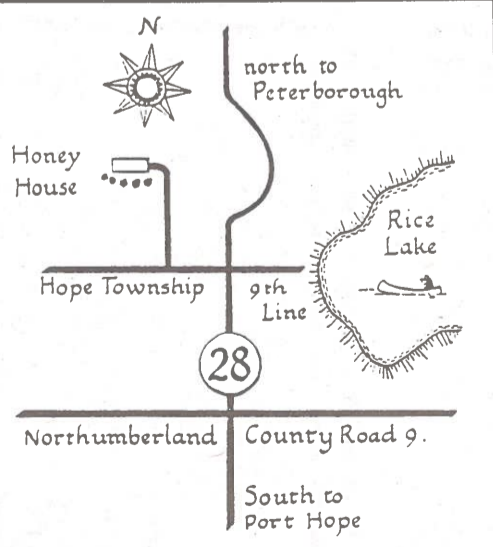 N
north to
Peterborough
Honey
House
Rice
Lake
Hope Township
9th
Line
28
Northumberland
County Road 9.
South to
Port Hope